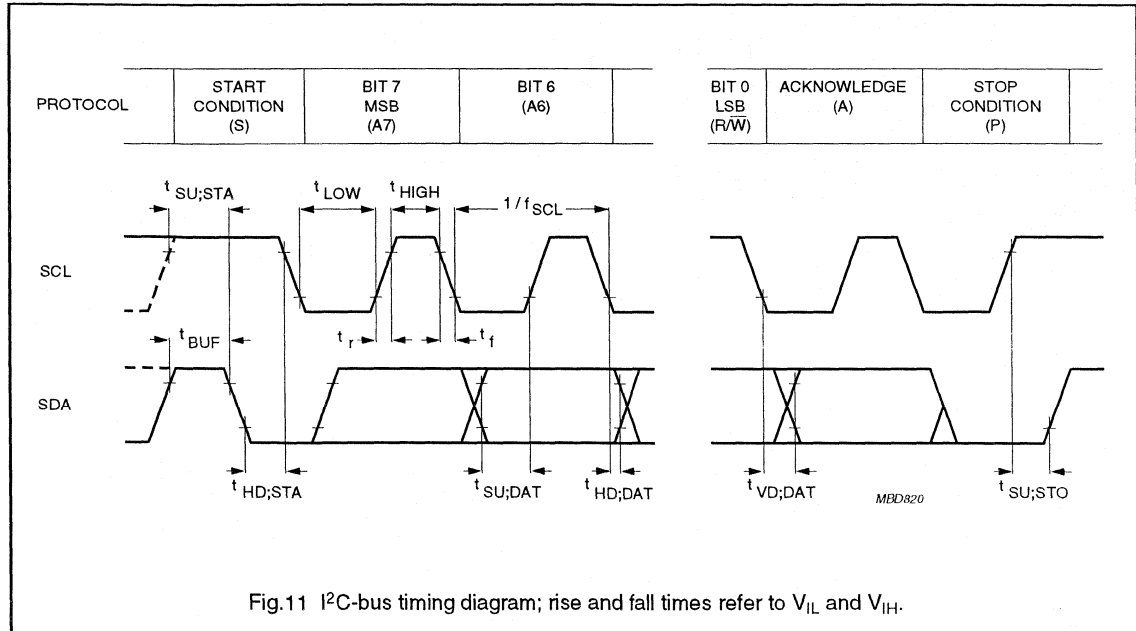 PROTOCOL
START
CONDITION
(S)
BIT 7
MSB
(A7)
BIT 6
(A6)
BIT 0
LSB
(R/W̅)
ACKNOWLEDGE
(A)
STOP
CONDITION
(P)
t SU;STA
t LOW
t HIGH
1/f SCL
SCL
t BUF
t r
t f
SDA
t HD;STA
t SU;DAT
t HD;DAT
t VD;DAT
MBD820
t SU;STO
Fig.11 I²C-bus timing diagram; rise and fall times refer to V_IL and V_IH.